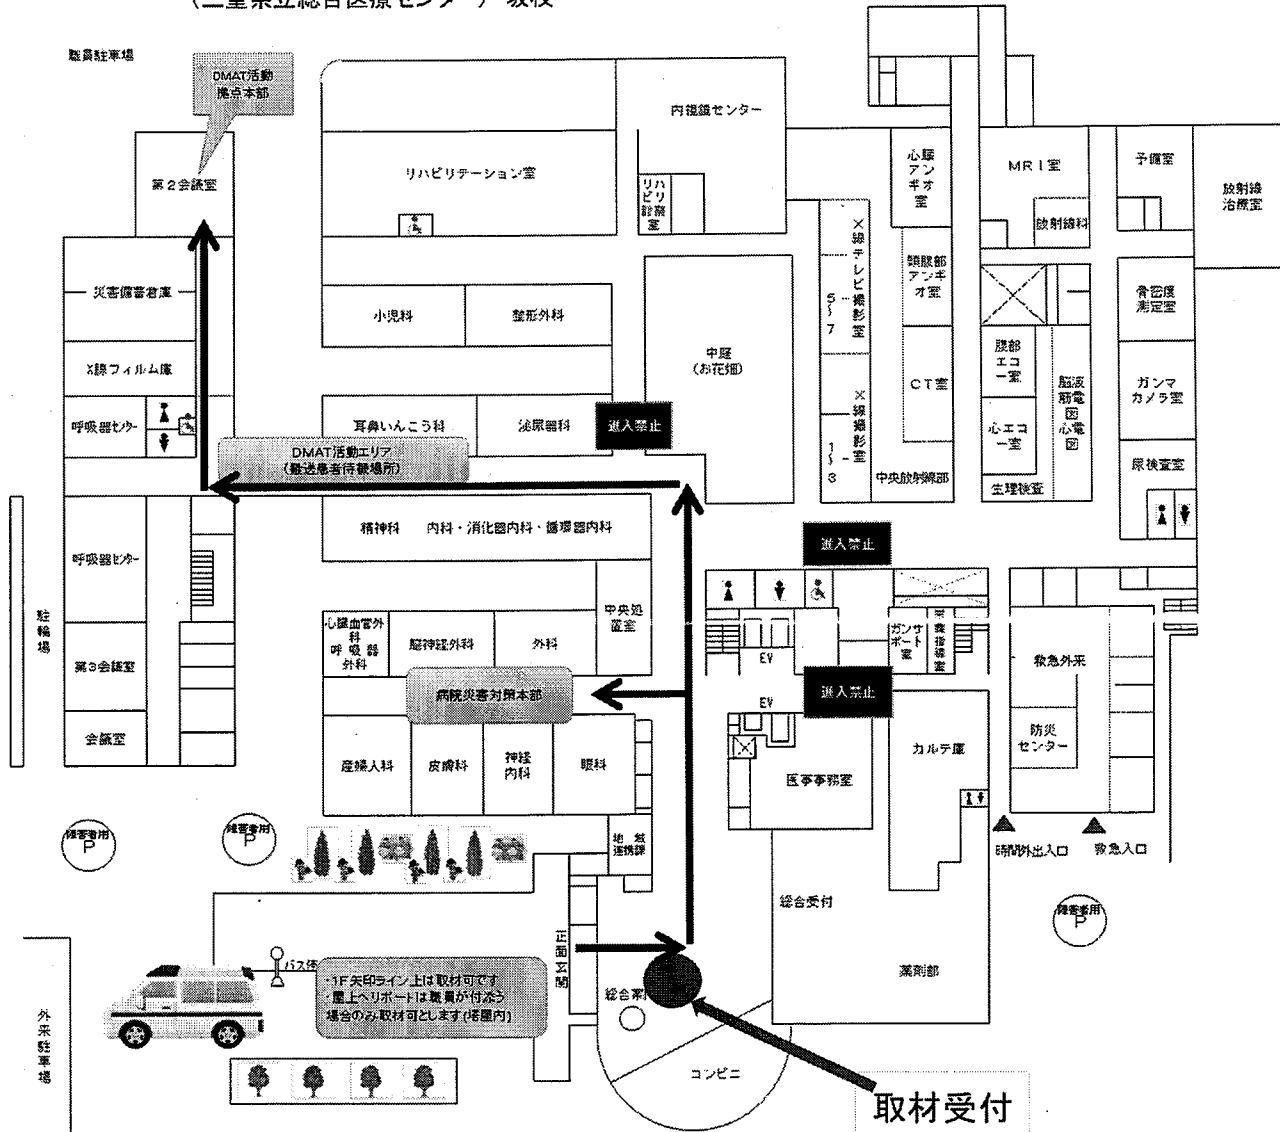 (三重県立総合医療センター)
職員駐車場
DMAT活動
拠点本部
内視鏡センター
第2会議室
リハビリテーション室
リハビリ診察室
心臓アンギオ室
MRI室
放射線科
予備室
放射線
治療室
災害備蓄倉庫
小児科
整形外科
X線テレビ撮影室
5~7
頭腹部アンギオ室
骨密度
測定室
X線フィルム庫
中庭
(お花畑)
CT室
腹部エコー室
脳波
筋電図
心電図
ガンマ
カメラ室
呼吸器センター
耳鼻いんこう科
泌尿器科
進入禁止
X線撮影室
1~3
心エコー室
DMAT活動エリア
(搬送患者待機場所)
中央放射線部
生理検査
尿検査室
精神科 内科・消化器内科・循環器内科
進入禁止
呼吸器センター
駐輪場
中央処置室
心臓血管外科
呼吸器外科
脳神経外科
外科
EV
ガンサポート室
栄養指導室
救急外来
第3会議室
病院災害対策本部
進入禁止
EV
会議室
産婦人科
皮膚科
神経内科
眼科
医事事務室
カルテ庫
防災
センター
障害者用
P
障害者用
P
地域連携課
時間外出入口
救急入口
総合受付
障害者用
P
正面玄関
バス停
薬剤部
・1F矢印ライン上は取材可です
・屋上ヘリポートは職員が付添う
場合のみ取材可とします(塔屋内)
総合案
外来駐車場
コンビニ
取材受付